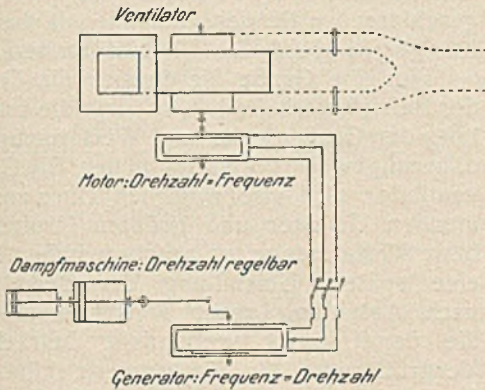 Ventilator
Motor: Drehzahl = Frequenz
Dampfmaschine: Drehzahl regelbar
Generator: Frequenz = Drehzahl